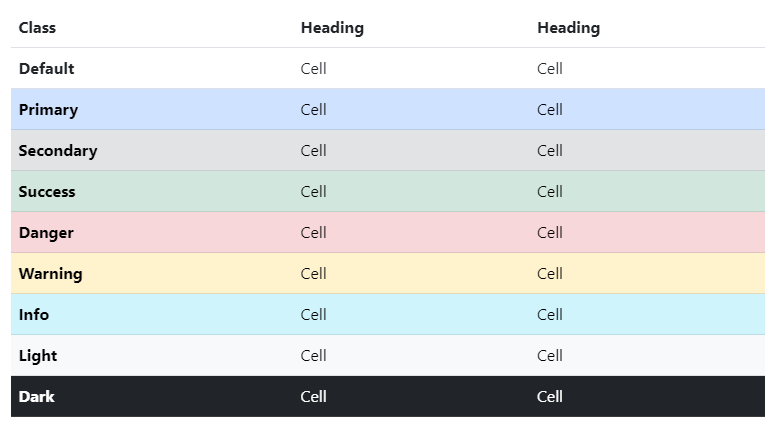 Class Heading Heading
Default Cell Cell
Primary Cell Cell
Secondary Cell Cell
Success Cell Cell
Danger Cell Cell
Warning Cell Cell
Info Cell Cell
Light Cell Cell
Dark Cell Cell